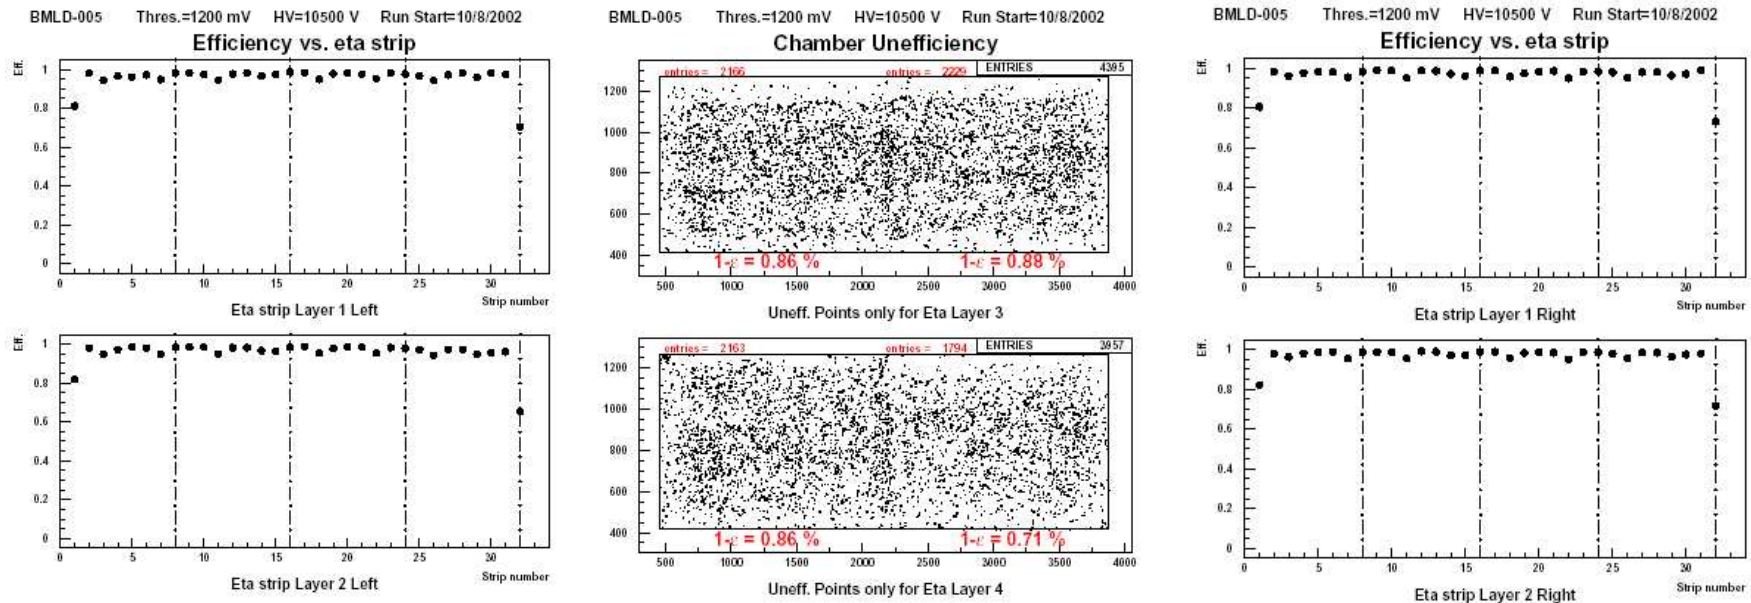 BMLD-005 Thres.=1200 mV HV=10500 V Run Start=10/8/2002
Efficiency vs. eta strip
Eff.
1
0.8
0.6
0.4
0.2
0
0 5 10 15 20 25 30
Strip number
Eta strip Layer 1 Left
Eff.
1
0.8
0.6
0.4
0.2
0
0 5 10 15 20 25 30
Strip number
Eta strip Layer 2 Left
BMLD-005 Thres.=1200 mV HV=10500 V Run Start=10/8/2002
Chamber Unefficiency
entries = 2166 entries = 2229 ENTRIES 4395
1200
1000
800
600
400
1-ε = 0.86 % 1-ε = 0.88 %
500 1000 1500 2000 2500 3000 3500 4000
Uneff. Points only for Eta Layer 3
entries = 2163 entries = 1794 ENTRIES 3957
1200
1000
800
600
400
1-ε = 0.86 % 1-ε = 0.71 %
500 1000 1500 2000 2500 3000 3500 4000
Uneff. Points only for Eta Layer 4
BMLD-005 Thres.=1200 mV HV=10500 V Run Start=10/8/2002
Efficiency vs. eta strip
Eff.
1
0.8
0.6
0.4
0.2
0
0 5 10 15 20 25 30
Strip number
Eta strip Layer 1 Right
Eff.
1
0.8
0.6
0.4
0.2
0
0 5 10 15 20 25 30
Strip number
Eta strip Layer 2 Right